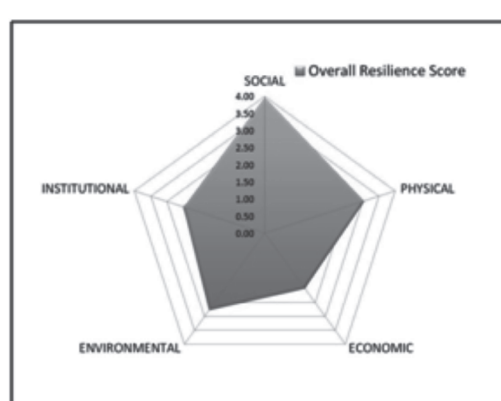 Overall Resilience Score
SOCIAL
4.00
3.50
3.00
2.50
2.00
1.50
1.00
0.50
0.00
INSTITUTIONAL
PHYSICAL
ENVIRONMENTAL
ECONOMIC